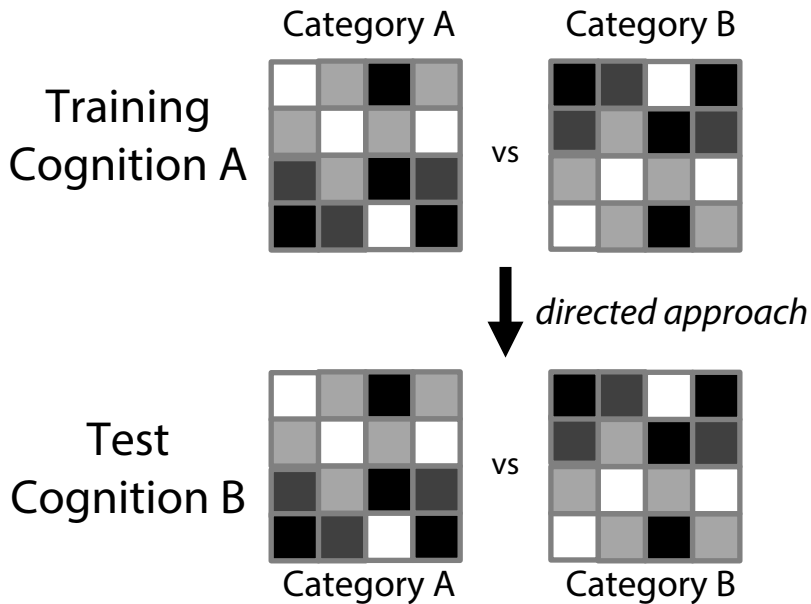 Category A
Category B
Training
Cognition A
vs
directed approach
Test
Cognition B
vs
Category A
Category B